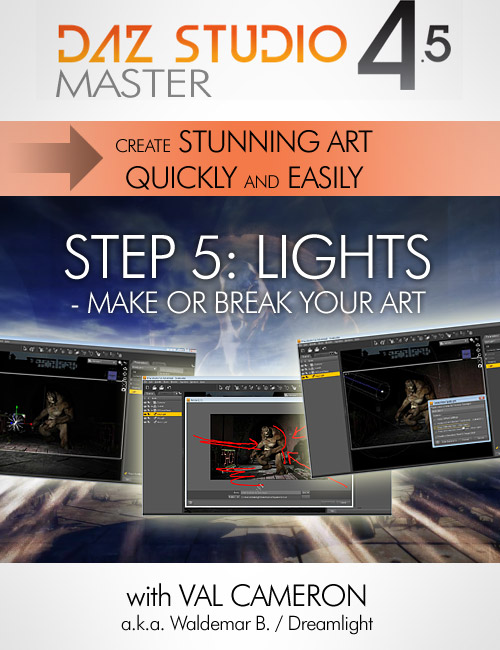 DAZ STUDIO 4.5
MASTER
CREATE STUNNING ART
QUICKLY AND EASILY
STEP 5: LIGHTS
- MAKE OR BREAK YOUR ART
with VAL CAMERON
a.k.a. Waldemar B. / Dreamlight